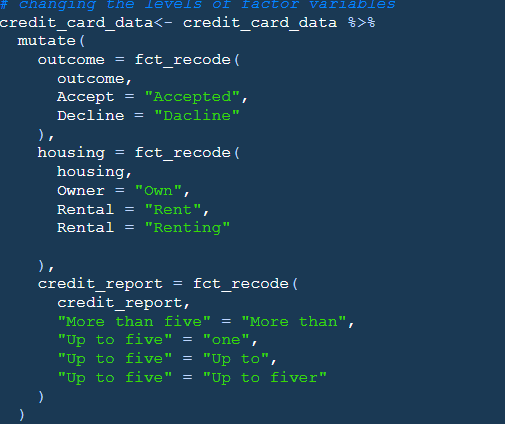 # changing the levels of factor variables
credit_card_data<- credit_card_data %>%
  mutate(
    outcome = fct_recode(
      outcome,
      Accept = "Accepted",
      Decline = "Dacline"
    ),
    housing = fct_recode(
      housing,
      Owner = "Own",
      Rental = "Rent",
      Rental = "Renting"
    ),
    credit_report = fct_recode(
      credit_report,
      "More than five" = "More than",
      "Up to five" = "one",
      "Up to five" = "Up to",
      "Up to five" = "Up to fiver"
    )
  )